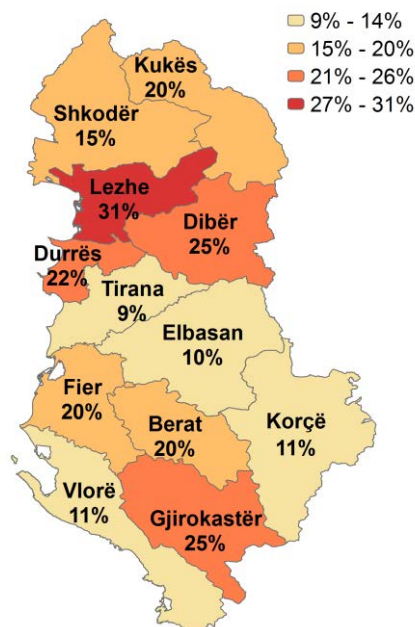 9% - 14%
15% - 20%
21% - 26%
27% - 31%
Kukës
20%
Shkodër
15%
Lezhe
31%
Dibër
25%
Durrës
22%
Tirana
9%
Elbasan
10%
Fier
20%
Berat
20%
Korçë
11%
Vlorë
11%
Gjirokastër
25%